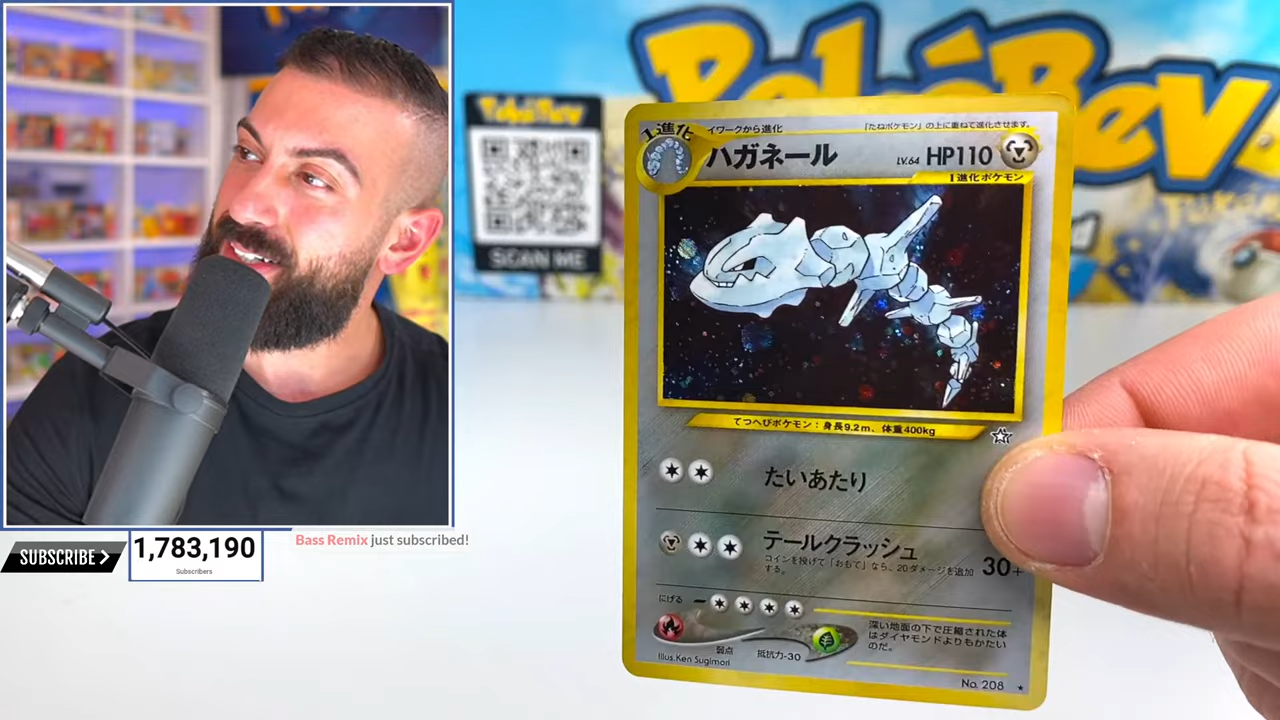 PokéBev
PokéBev
SCAN ME
1進化
イワークから進化
「たねポケモン」の上に重ねて進化させます。
ハガネール
LV.64 HP110
1進化ポケモン
てつへびポケモン：身長9.2m、体重400kg
たいあたり
テールクラッシュ
コインを投げて「おもて」なら、20ダメージを追加する。
30+
にげる
弱点
抵抗力-30
深い地面の下で圧縮された体
はダイヤモンドよりもかたい
のだ。
Illus.Ken Sugimori
No. 208
SUBSCRIBE
1,783,190
Subscribers
Bass Remix just subscribed!